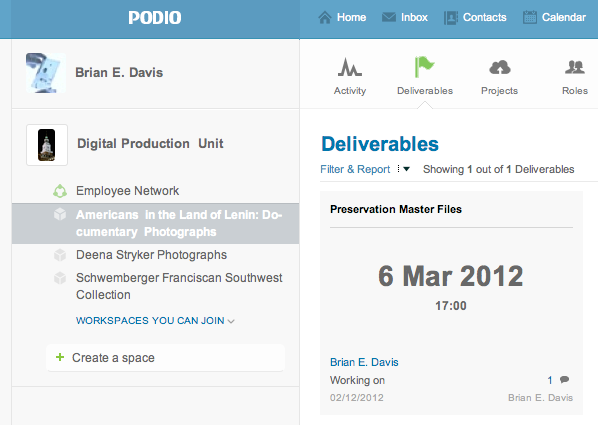 PODIO
Home
Inbox
Contacts
Calendar
Brian E. Davis
Digital Production Unit
Employee Network
Americans in the Land of Lenin: Do-
cumentary Photographs
Deena Stryker Photographs
Schwemberger Franciscan Southwest
Collection
WORKSPACES YOU CAN JOIN
+ Create a space
Activity
Deliverables
Projects
Roles
Deliverables
Filter & Report
Showing 1 out of 1 Deliverables
Preservation Master Files
6 Mar 2012
17:00
Brian E. Davis
Working on
1
02/12/2012
Brian E. Davis